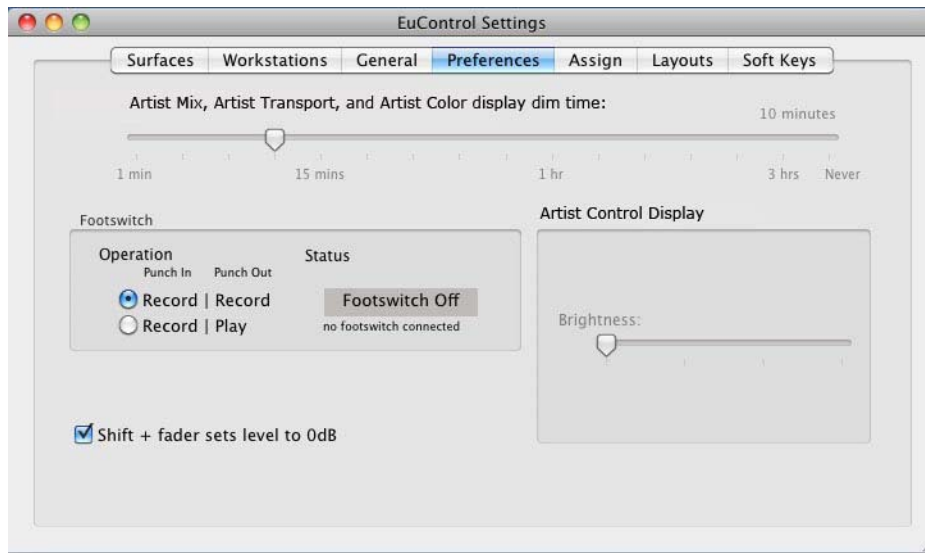 EuControl Settings
Surfaces Workstations General Preferences Assign Layouts Soft Keys
Artist Mix, Artist Transport, and Artist Color display dim time:
10 minutes
1 min 15 mins 1 hr 3 hrs Never
Footswitch
Operation Status
Punch In Punch Out
Record | Record Footswitch Off
Record | Play no footswitch connected
Artist Control Display
Brightness:
Shift + fader sets level to 0dB